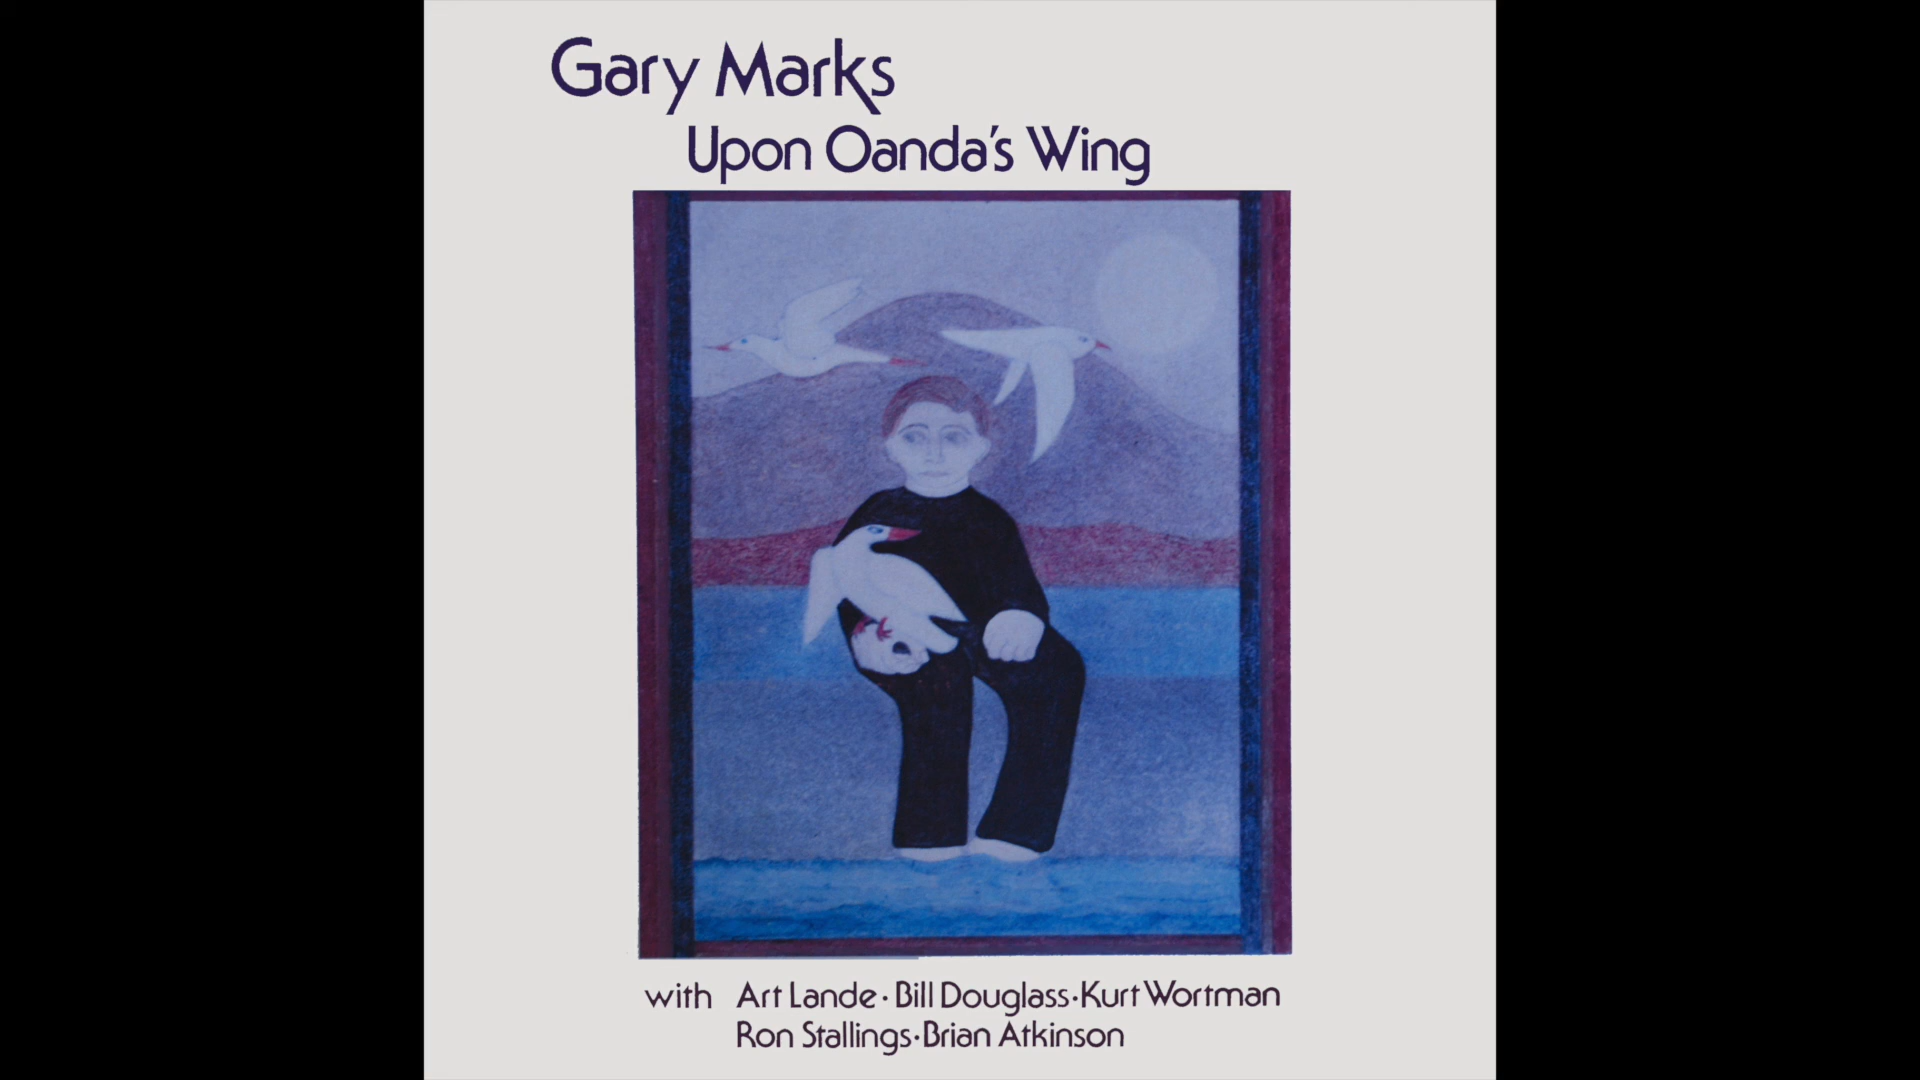 Gary Marks
Upon Oanda's Wing
with Art Lande · Bill Douglass · Kurt Wortman
Ron Stallings · Brian Atkinson